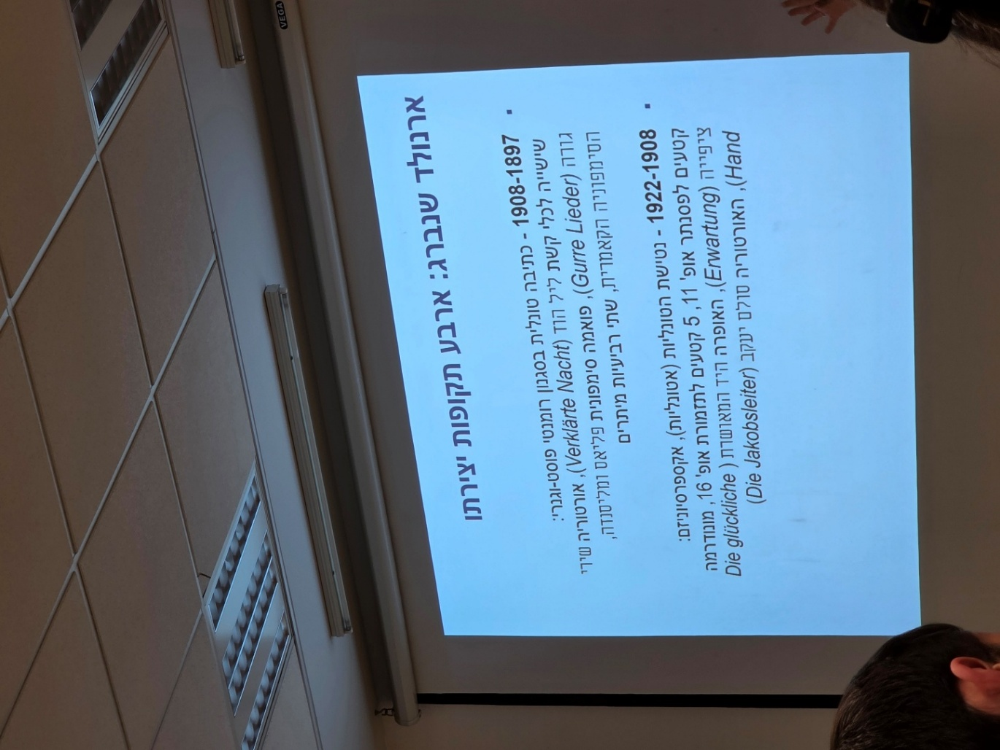 VEGA
ארנולד שנברג: ארבע תקופות יצירתו
▪ 1908-1897 - כתיבה טונלית בסגנון רומנטי פוסט-וגנרי:
שישייה לכלי קשת ליל הוד (Verklärte Nacht), אורטוריה שירי
גורה (Gurre Lieder), פואמה סימפונית פליאס ומליסנדה,
הסימפוניה הקאמרית, שתי רביעיות מיתרים
▪ 1922-1908 - נטישת הטונליות (אטונליות), אקספרסיוניזם:
קטעים לפסנתר אופ' 11, 5 קטעים לתזמורת אופ' 16, מונודרמה
ציפייה (Erwartung), האופרה היד המאושרת (Die glückliche
Hand), האורטוריה סולם יעקב (Die Jakobsleiter)